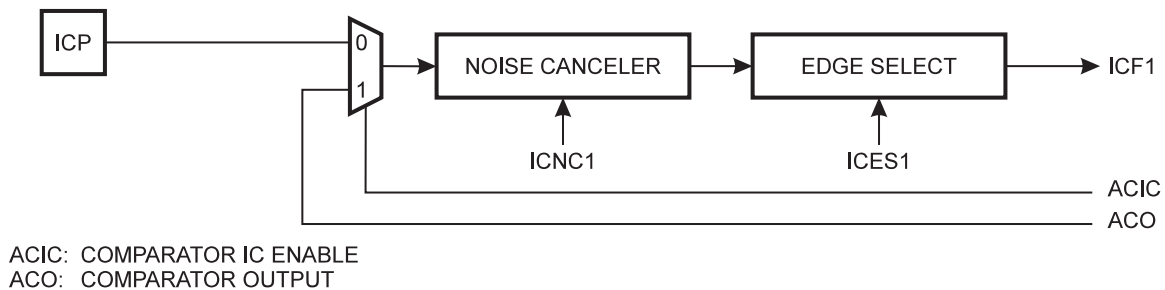 ICP
0
1
NOISE CANCELER
EDGE SELECT
ICF1
ICNC1
ICES1
ACIC
ACO
ACIC: COMPARATOR IC ENABLE
ACO: COMPARATOR OUTPUT